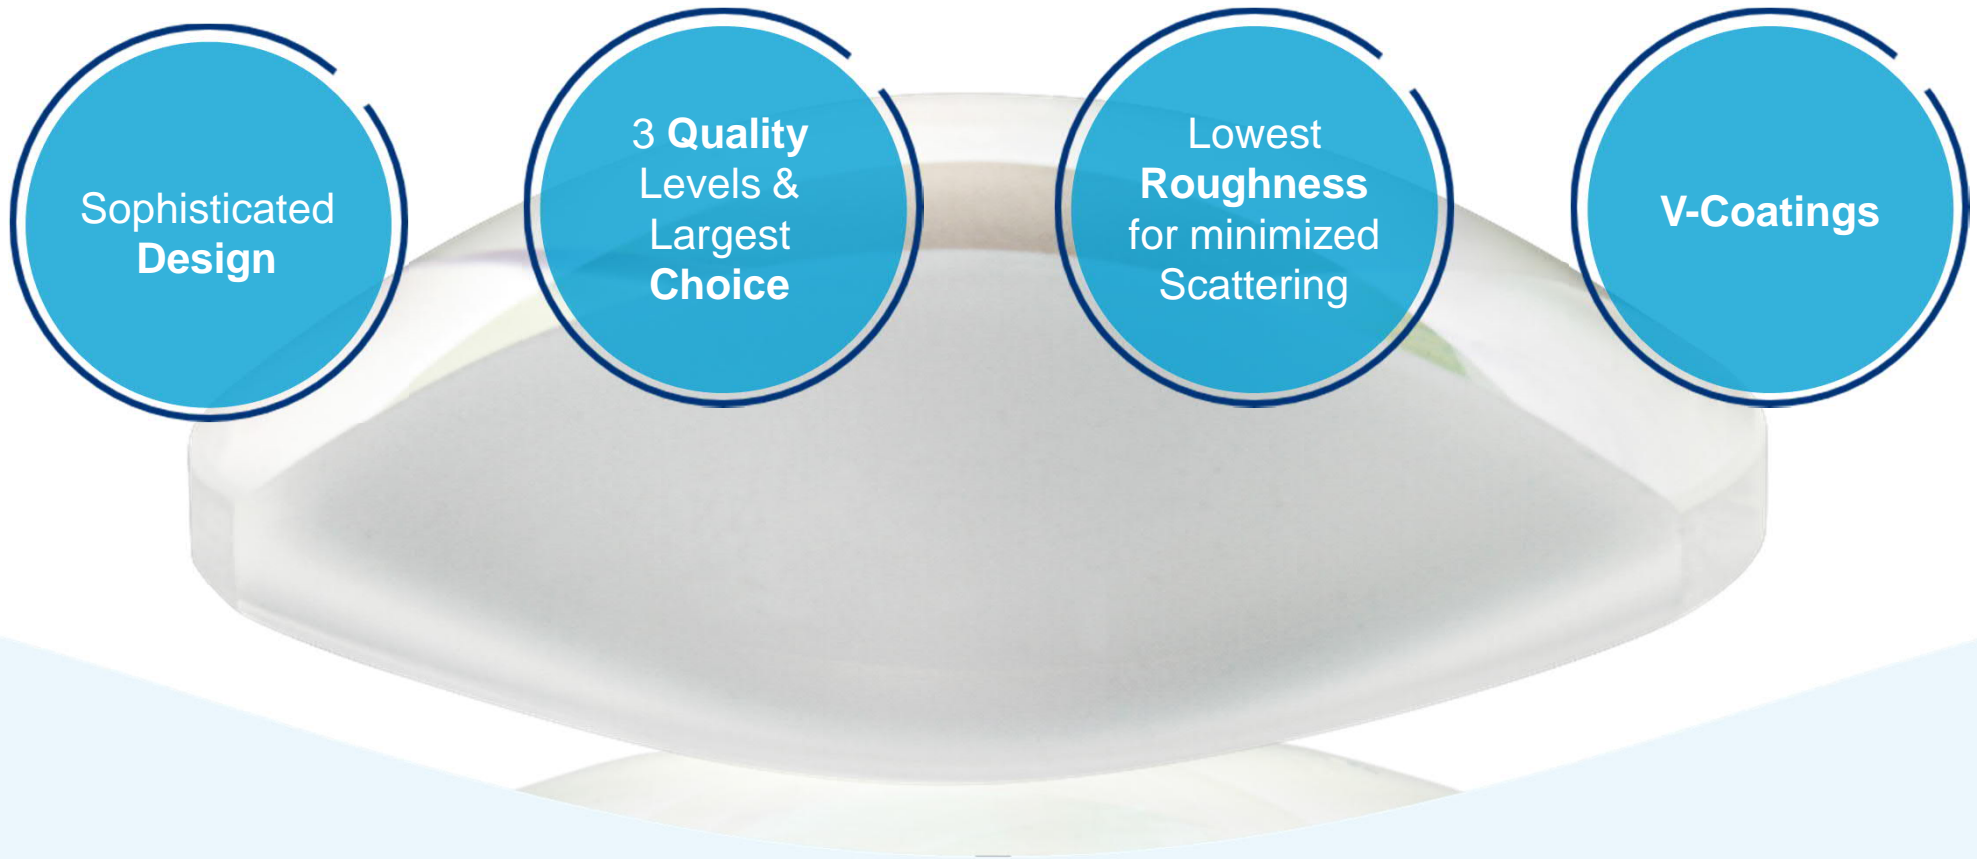 Sophisticated
Design
3 Quality
Levels &
Largest
Choice
Lowest
Roughness
for minimized
Scattering
V-Coatings